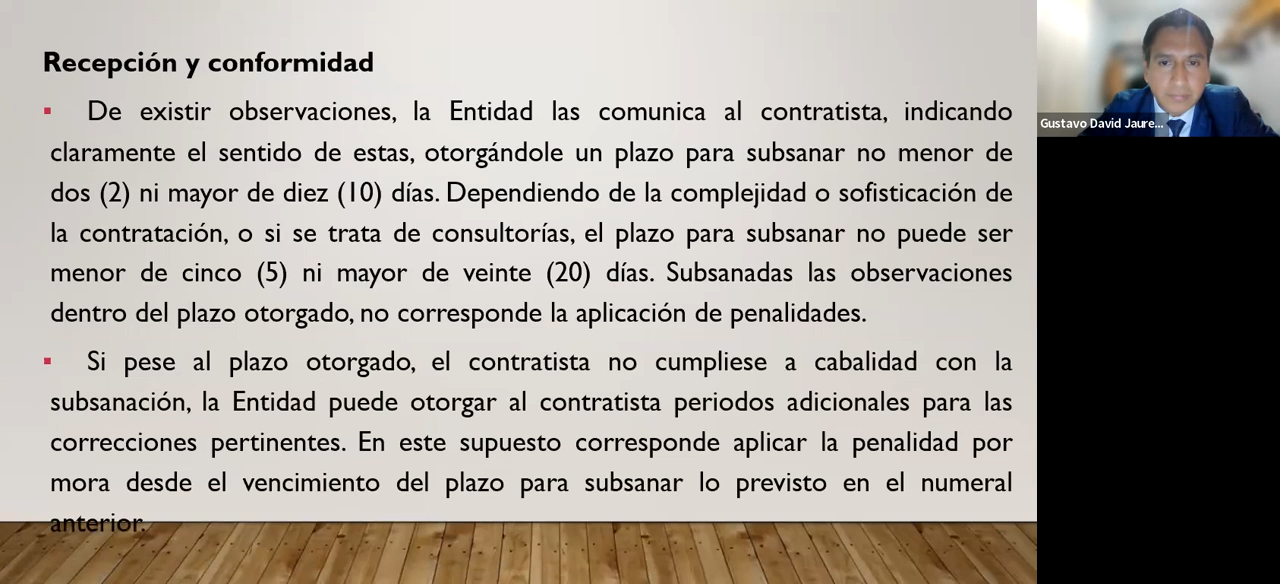 Recepción y conformidad
▪ De existir observaciones, la Entidad las comunica al contratista, indicando
claramente el sentido de estas, otorgándole un plazo para subsanar no menor de
dos (2) ni mayor de diez (10) días. Dependiendo de la complejidad o sofisticación de
la contratación, o si se trata de consultorías, el plazo para subsanar no puede ser
menor de cinco (5) ni mayor de veinte (20) días. Subsanadas las observaciones
dentro del plazo otorgado, no corresponde la aplicación de penalidades.
▪ Si pese al plazo otorgado, el contratista no cumpliese a cabalidad con la
subsanación, la Entidad puede otorgar al contratista periodos adicionales para las
correcciones pertinentes. En este supuesto corresponde aplicar la penalidad por
mora desde el vencimiento del plazo para subsanar lo previsto en el numeral
anterior.
Gustavo David Jaure...